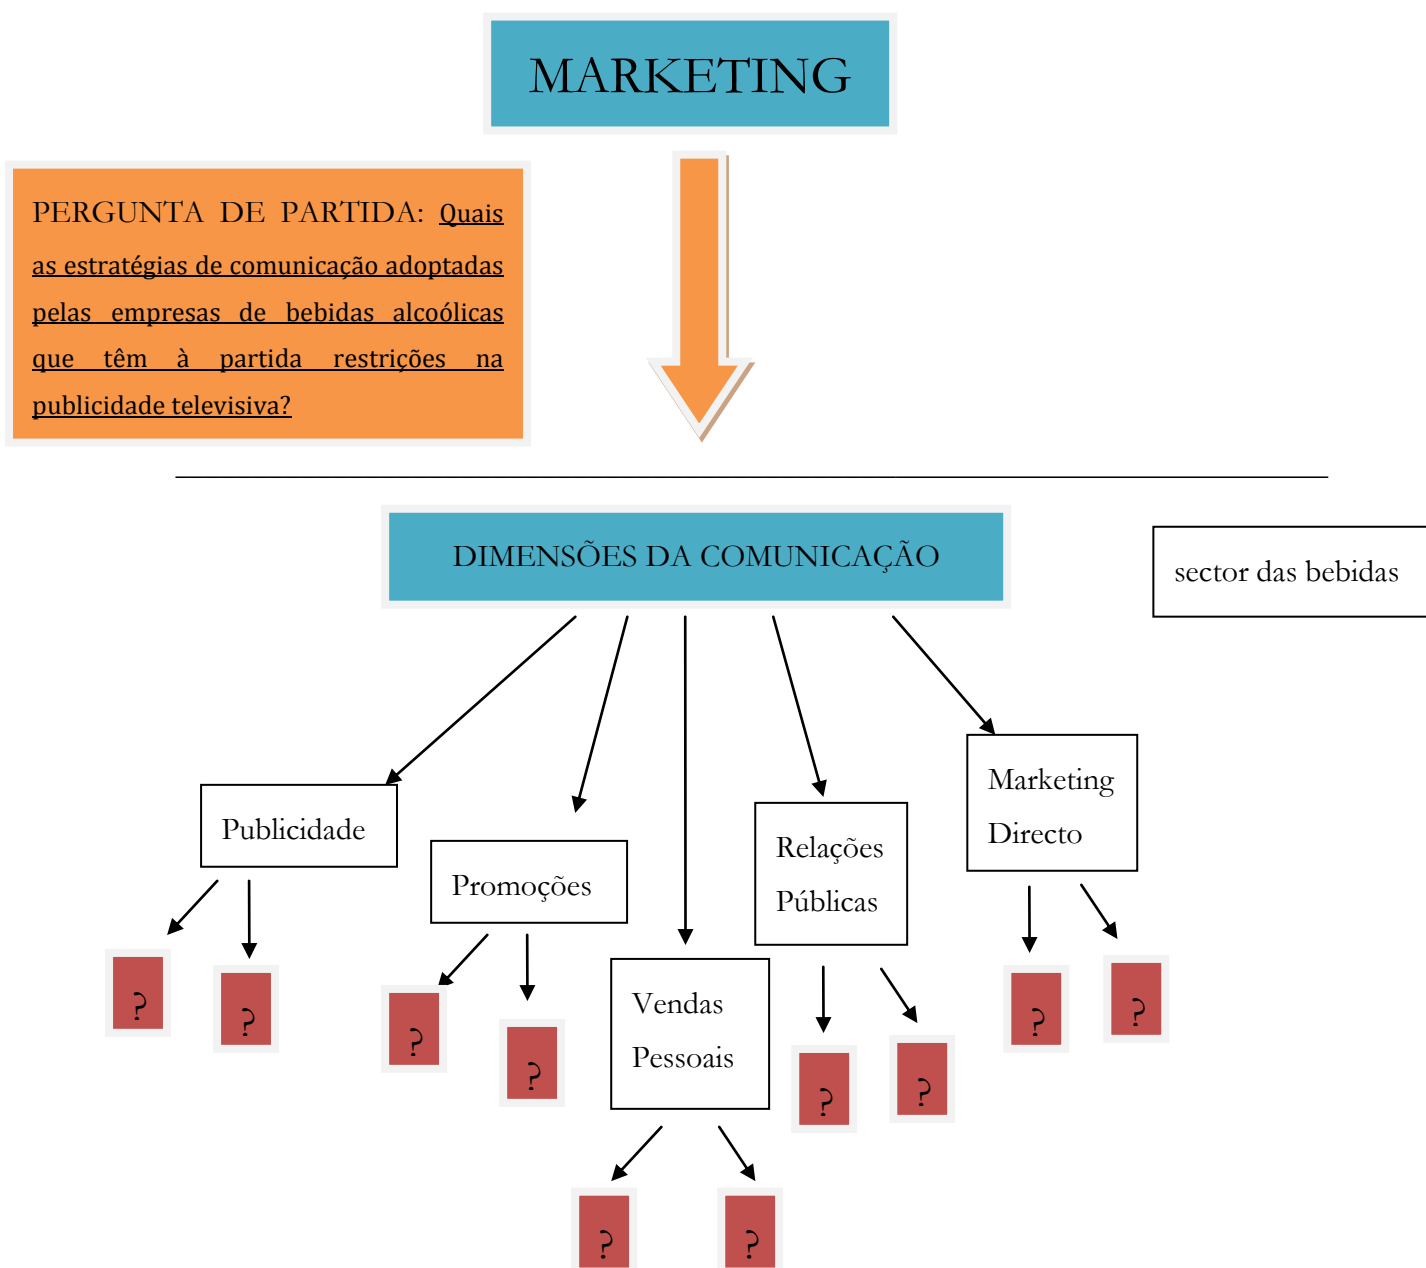 MARKETING
PERGUNTA DE PARTIDA: Quais
as estratégias de comunicação adoptadas
pelas empresas de bebidas alcoólicas
que têm à partida restrições na
publicidade televisiva?
DIMENSÕES DA COMUNICAÇÃO
sector das bebidas
Publicidade
Promoções
Vendas
Pessoais
Relações
Públicas
Marketing
Directo
?
?
?
?
?
?
?
?
?
?